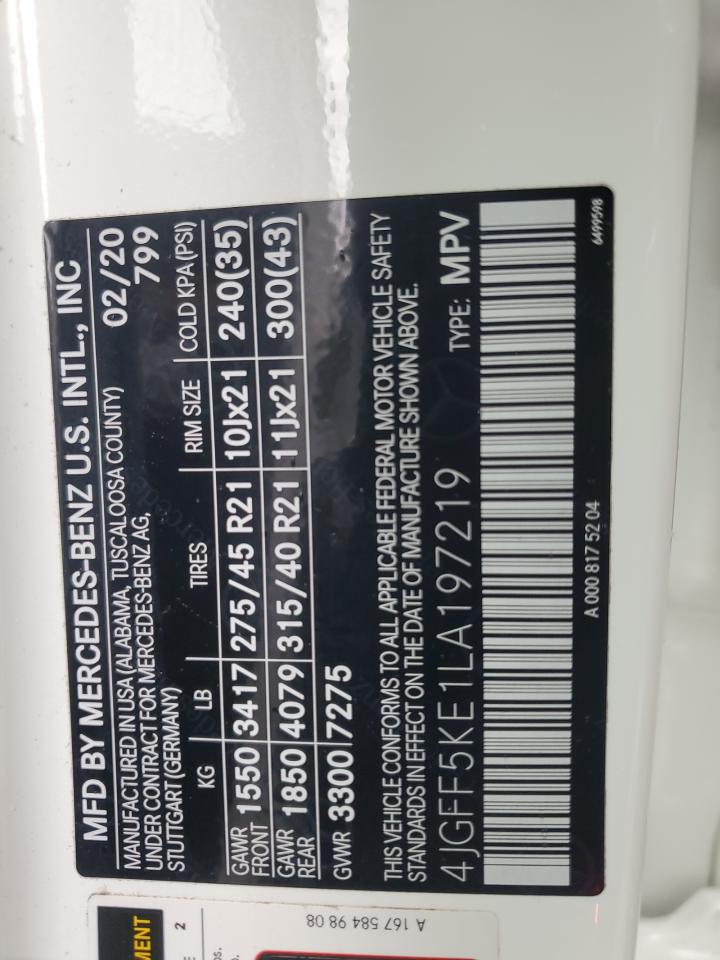 MFD BY MERCEDES-BENZ U.S. INTL., INC
MANUFACTURED IN USA (ALABAMA, TUSCALOOSA COUNTY) 02/20
UNDER CONTRACT FOR MERCEDES-BENZ AG, 799
STUTTGART (GERMANY)
KG LB TIRES RIM SIZE COLD KPA (PSI)
GAWR FRONT 1550 3417 275/45 R21 10Jx21 240(35)
GAWR REAR 1850 4079 315/40 R21 11Jx21 300(43)
GVWR 3300 7275
THIS VEHICLE CONFORMS TO ALL APPLICABLE FEDERAL MOTOR VEHICLE SAFETY
STANDARDS IN EFFECT ON THE DATE OF MANUFACTURE SHOWN ABOVE.
4JGFF5KE1LA197219 TYPE: MPV
A 000 817 52 04 6499598
A 167 584 98 08
MENT
2